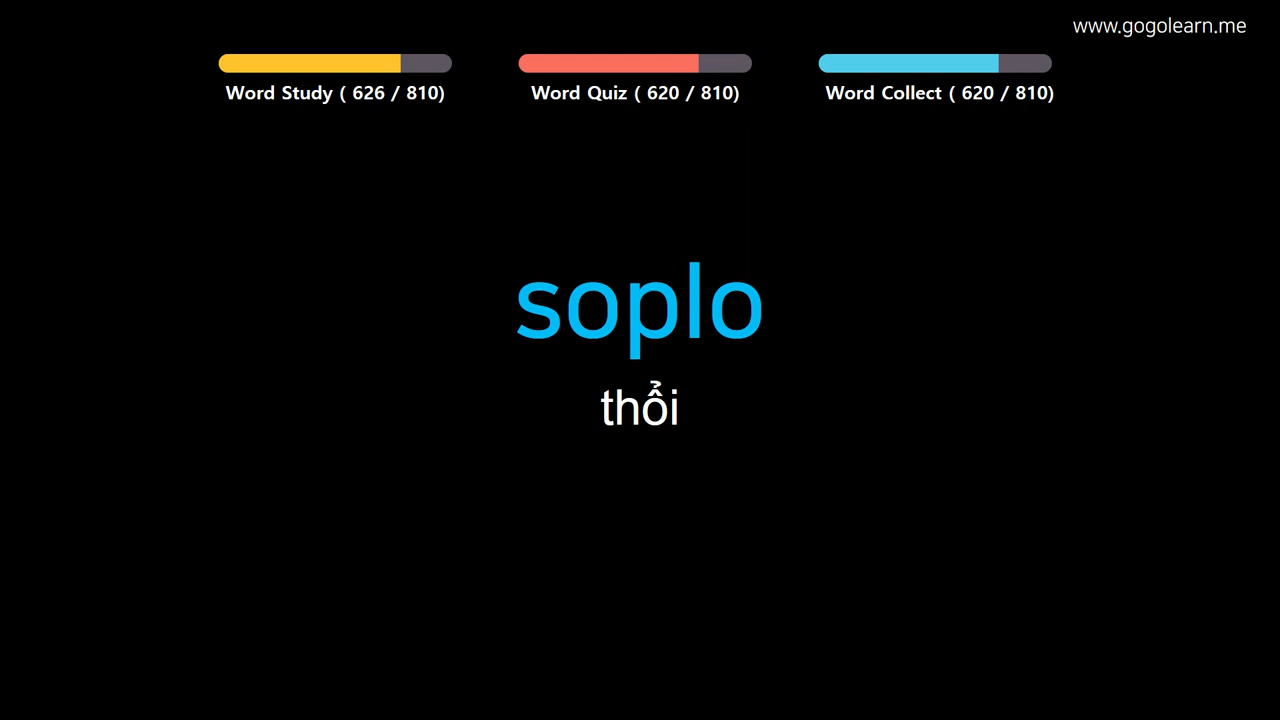 www.gogolearn.me
Word Study ( 626 / 810)
Word Quiz ( 620 / 810)
Word Collect ( 620 / 810)
soplo
thổi